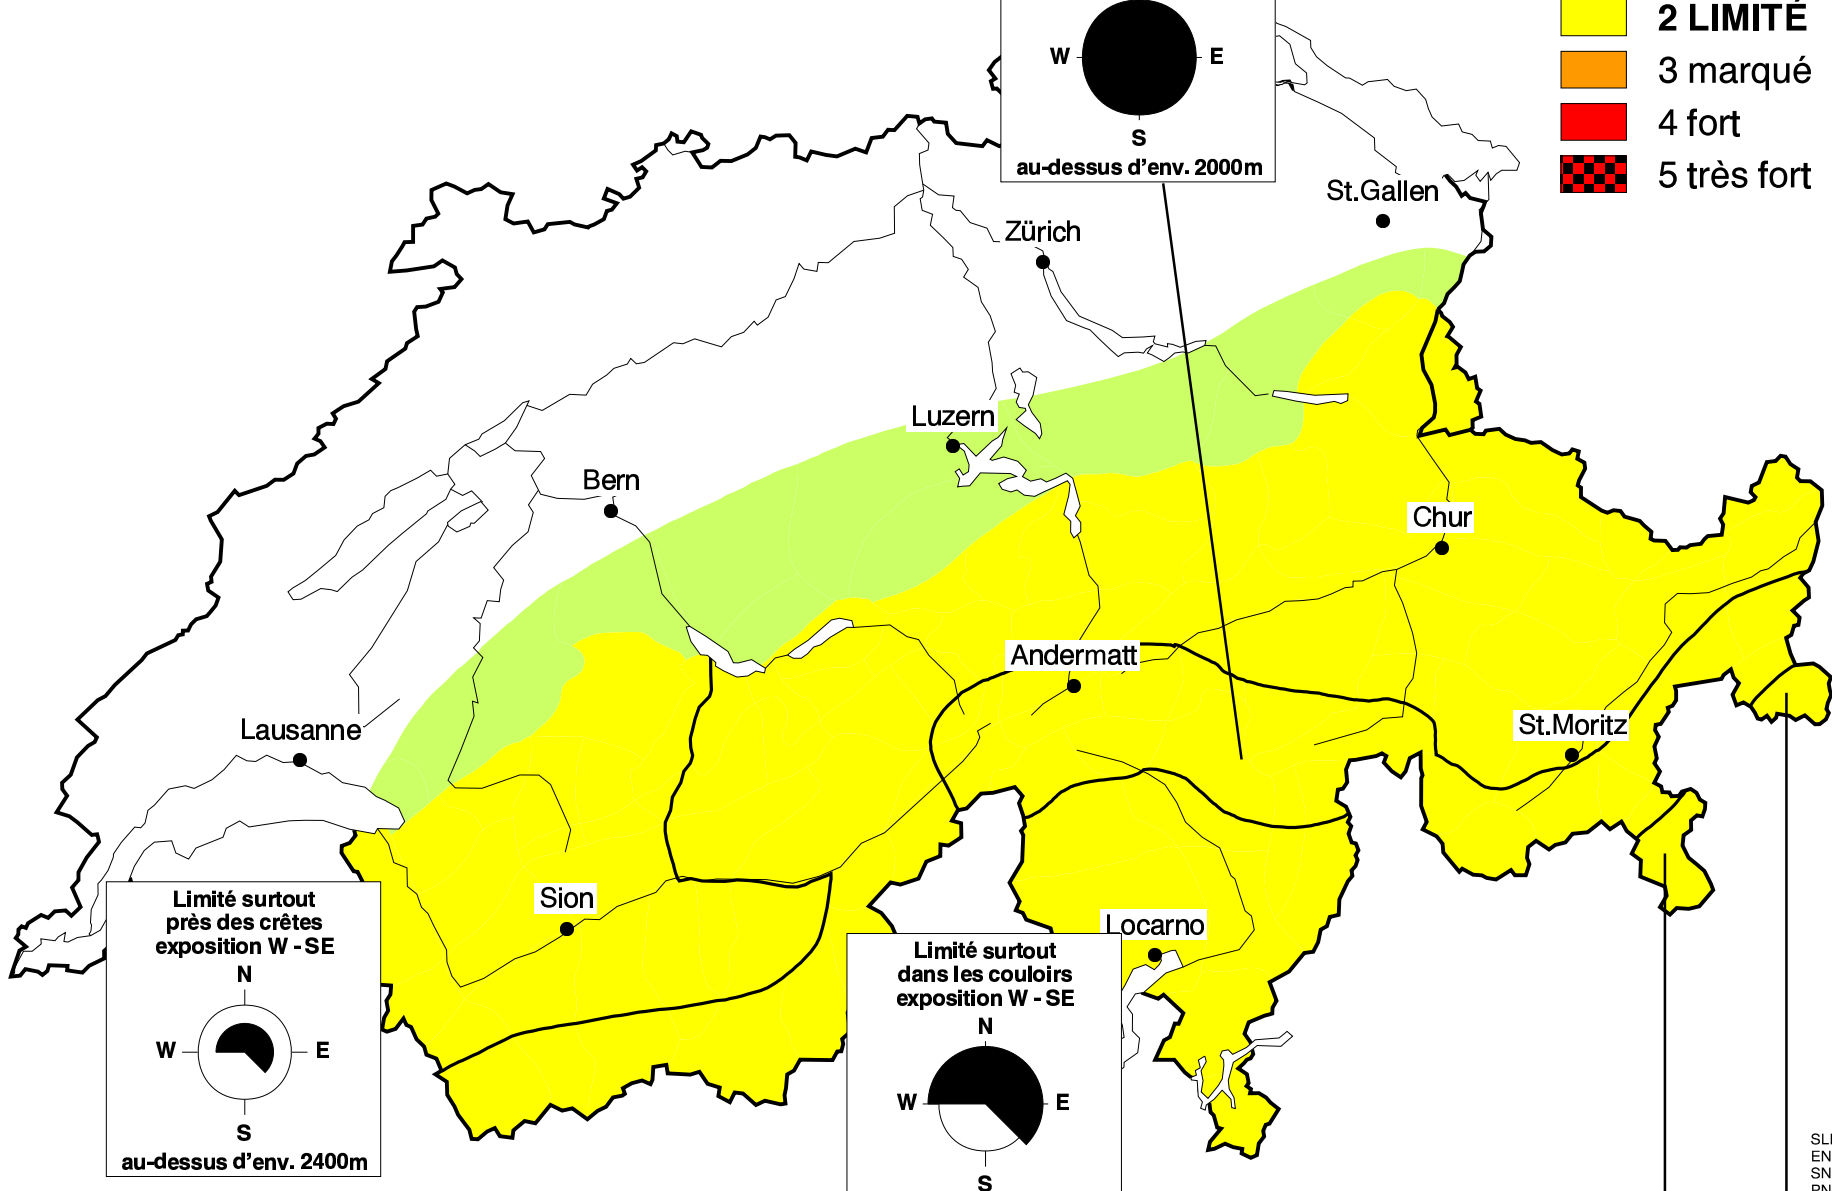 2 LIMITÉ
3 marqué
4 fort
5 très fort
W E
S
au-dessus d'env. 2000m
St.Gallen
Zürich
Luzern
Bern
Chur
Andermatt
St.Moritz
Lausanne
Sion
Locarno
Limité surtout
près des crêtes
exposition W - SE
N
W E
S
au-dessus d'env. 2400m
Limité surtout
dans les couloirs
exposition W - SE
N
W E
S
EN
SN